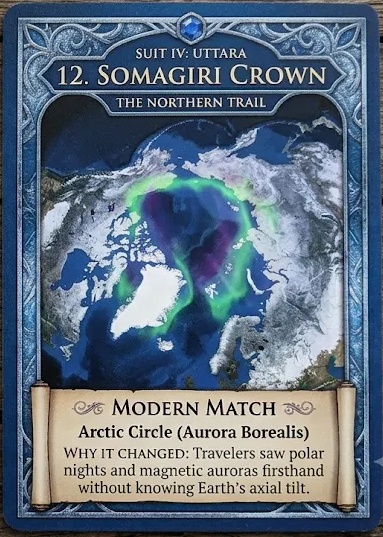 SUIT IV: UTTARA
12. SOMAGIRI CROWN
THE NORTHERN TRAIL
MODERN MATCH
Arctic Circle (Aurora Borealis)
WHY IT CHANGED: Travelers saw polar
nights and magnetic auroras firsthand
without knowing Earth's axial tilt.